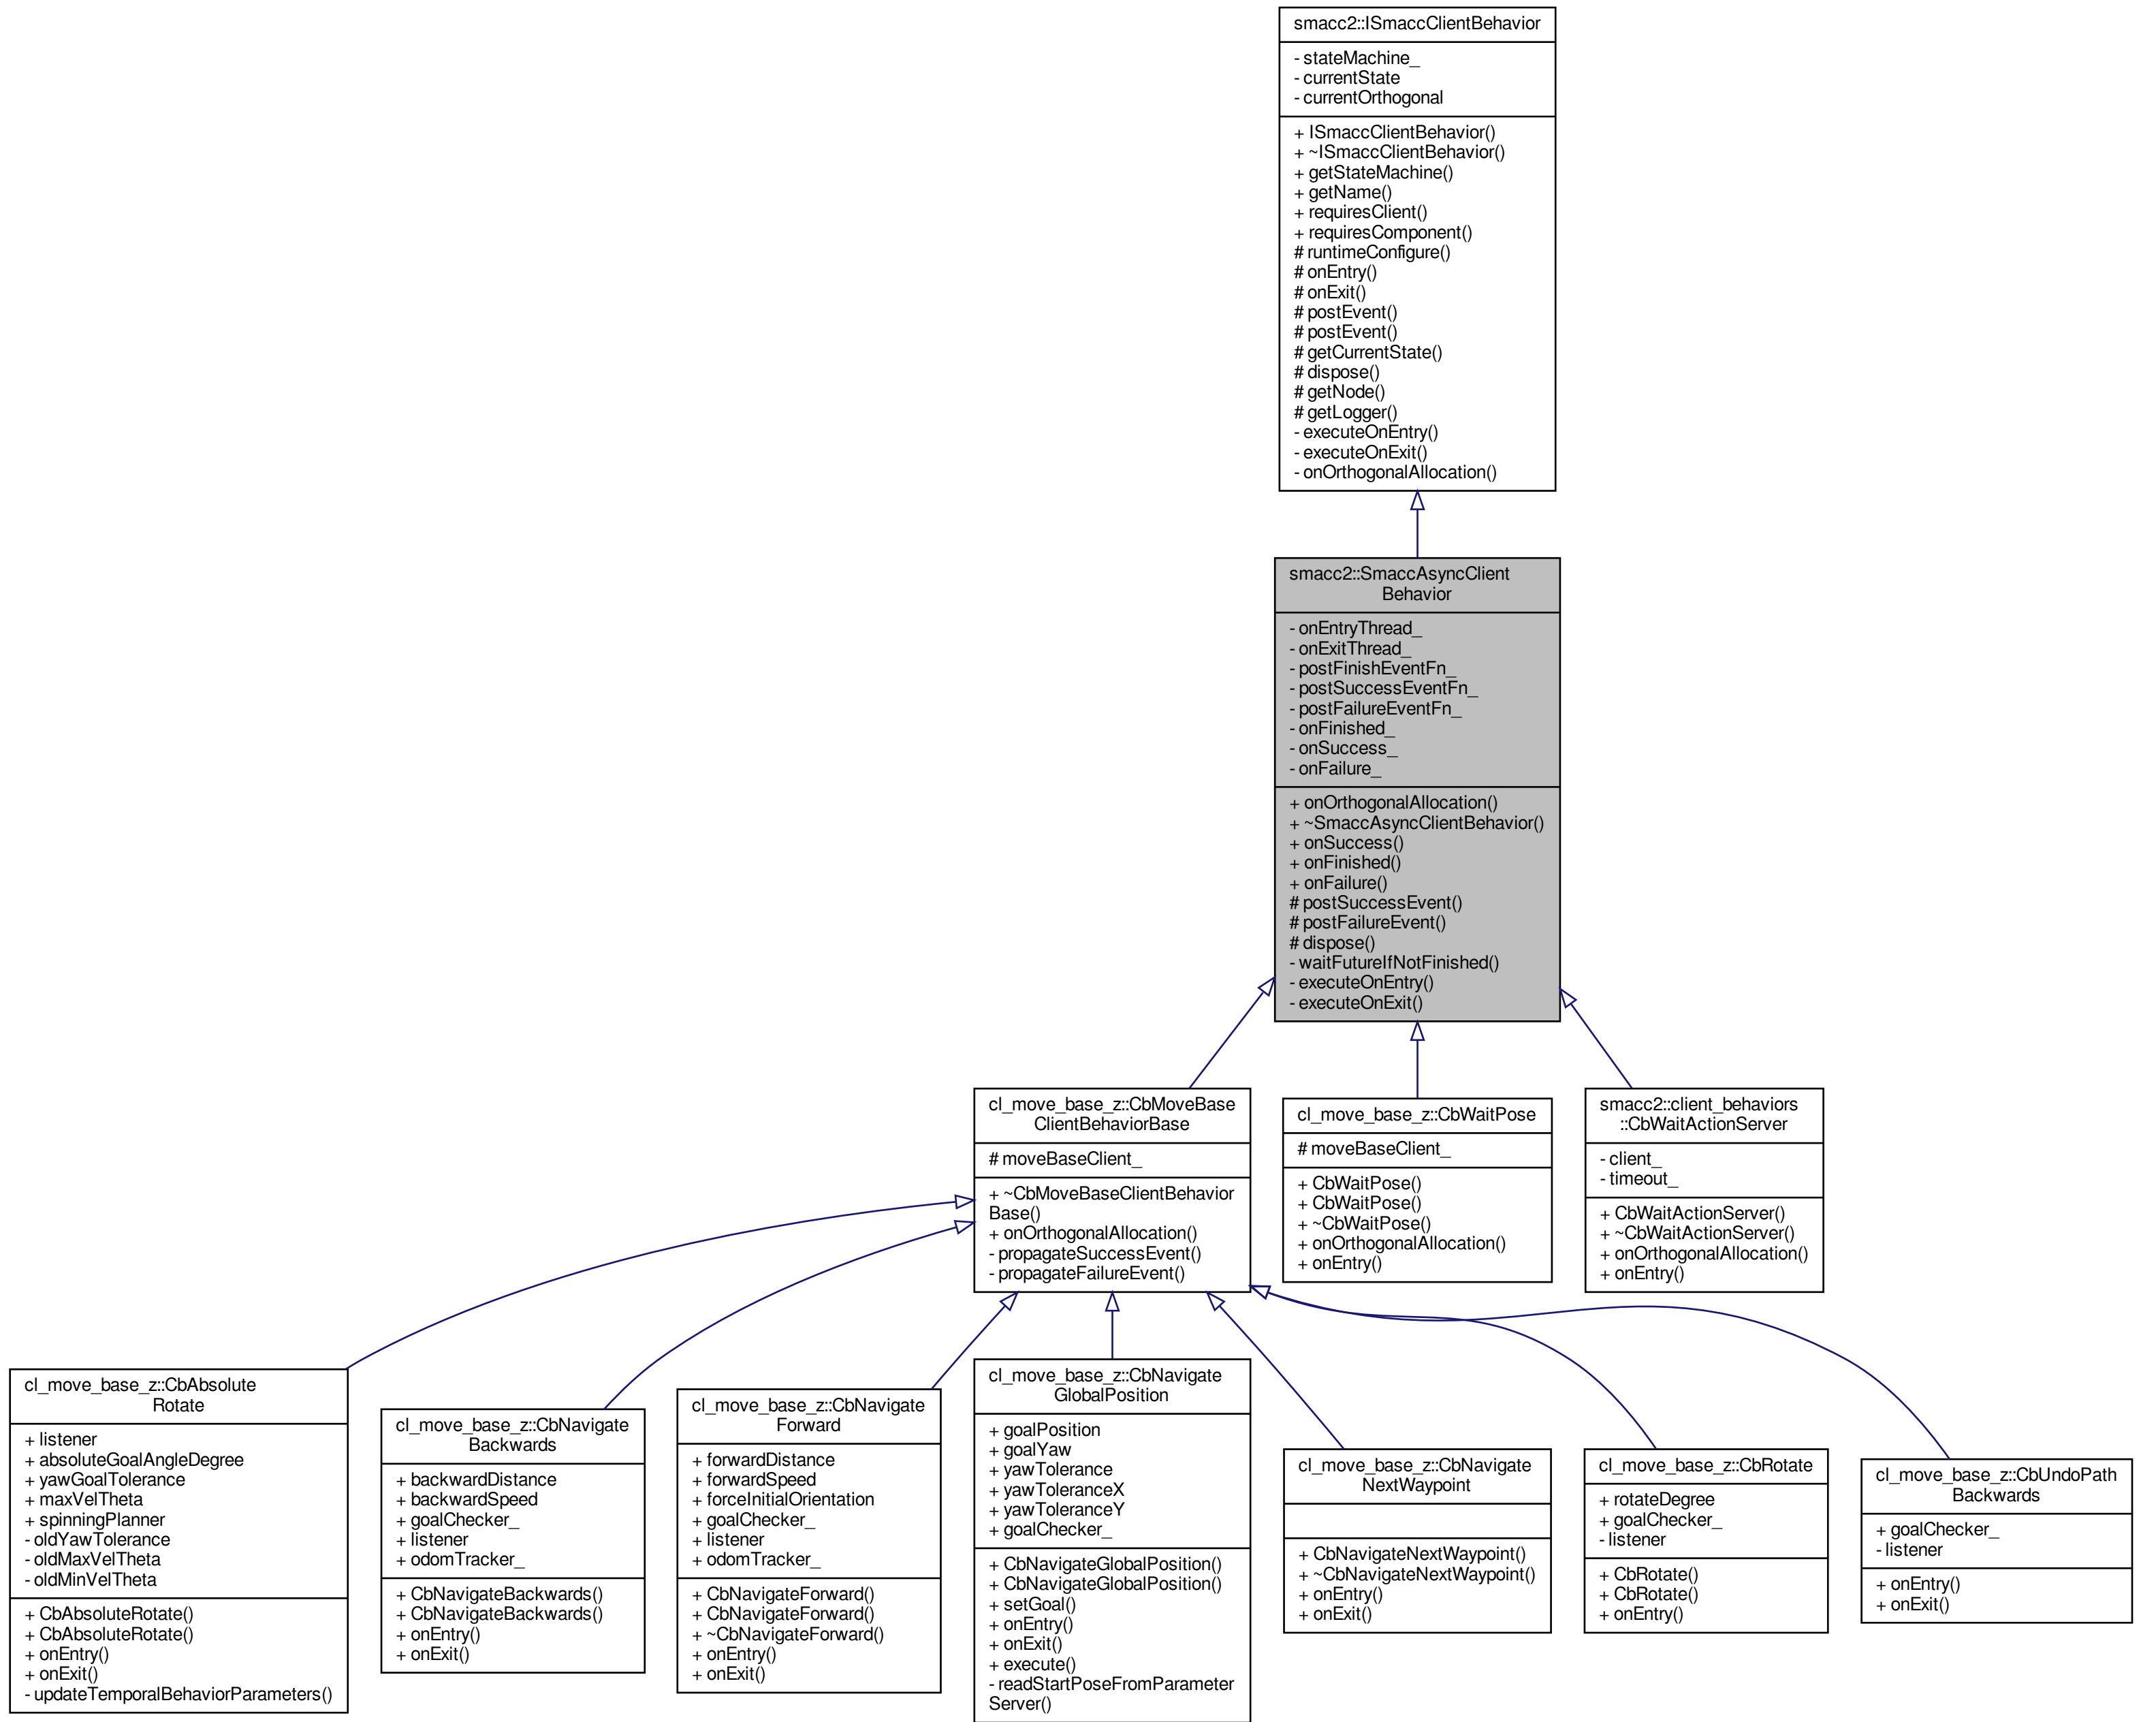 smacc2::ISmaccClientBehavior
- stateMachine_
- currentState
- currentOrthogonal
+ ISmaccClientBehavior()
+ ~ISmaccClientBehavior()
+ getStateMachine()
+ getName()
+ requiresClient()
+ requiresComponent()
# runtimeConfigure()
# onEntry()
# onExit()
# postEvent()
# postEvent()
# getCurrentState()
# dispose()
# getNode()
# getLogger()
- executeOnEntry()
- executeOnExit()
- onOrthogonalAllocation()
smacc2::SmaccAsyncClient
Behavior
- onEntryThread_
- onExitThread_
- postFinishEventFn_
- postSuccessEventFn_
- postFailureEventFn_
- onFinished_
- onSuccess_
- onFailure_
+ onOrthogonalAllocation()
+ ~SmaccAsyncClientBehavior()
+ onSuccess()
+ onFinished()
+ onFailure()
# postSuccessEvent()
# postFailureEvent()
# dispose()
- waitFutureIfNotFinished()
- executeOnEntry()
- executeOnExit()
cl_move_base_z::CbMoveBase
ClientBehaviorBase
# moveBaseClient_
+ ~CbMoveBaseClientBehavior
Base()
+ onOrthogonalAllocation()
- propagateSuccessEvent()
- propagateFailureEvent()
cl_move_base_z::CbWaitPose
# moveBaseClient_
+ CbWaitPose()
+ CbWaitPose()
+ ~CbWaitPose()
+ onOrthogonalAllocation()
+ onEntry()
smacc2::client_behaviors
::CbWaitActionServer
- client_
- timeout_
+ CbWaitActionServer()
+ ~CbWaitActionServer()
+ onOrthogonalAllocation()
+ onEntry()
cl_move_base_z::CbAbsolute
Rotate
+ listener
+ absoluteGoalAngleDegree
+ yawGoalTolerance
+ maxVelTheta
+ spinningPlanner
- oldYawTolerance
- oldMaxVelTheta
- oldMinVelTheta
+ CbAbsoluteRotate()
+ CbAbsoluteRotate()
+ onEntry()
+ onExit()
- updateTemporalBehaviorParameters()
cl_move_base_z::CbNavigate
Backwards
+ backwardDistance
+ backwardSpeed
+ goalChecker_
+ listener
+ odomTracker_
+ CbNavigateBackwards()
+ CbNavigateBackwards()
+ onEntry()
+ onExit()
cl_move_base_z::CbNavigate
Forward
+ forwardDistance
+ forwardSpeed
+ forceInitialOrientation
+ goalChecker_
+ listener
+ odomTracker_
+ CbNavigateForward()
+ CbNavigateForward()
+ ~CbNavigateForward()
+ onEntry()
+ onExit()
cl_move_base_z::CbNavigate
GlobalPosition
+ goalPosition
+ goalYaw
+ yawTolerance
+ yawToleranceX
+ yawToleranceY
+ goalChecker_
+ CbNavigateGlobalPosition()
+ CbNavigateGlobalPosition()
+ setGoal()
+ onEntry()
+ onExit()
+ execute()
- readStartPoseFromParameter
Server()
cl_move_base_z::CbNavigate
NextWaypoint
+ CbNavigateNextWaypoint()
+ ~CbNavigateNextWaypoint()
+ onEntry()
+ onExit()
cl_move_base_z::CbRotate
+ rotateDegree
+ goalChecker_
- listener
+ CbRotate()
+ CbRotate()
+ onEntry()
cl_move_base_z::CbUndoPath
Backwards
+ goalChecker_
- listener
+ onEntry()
+ onExit()